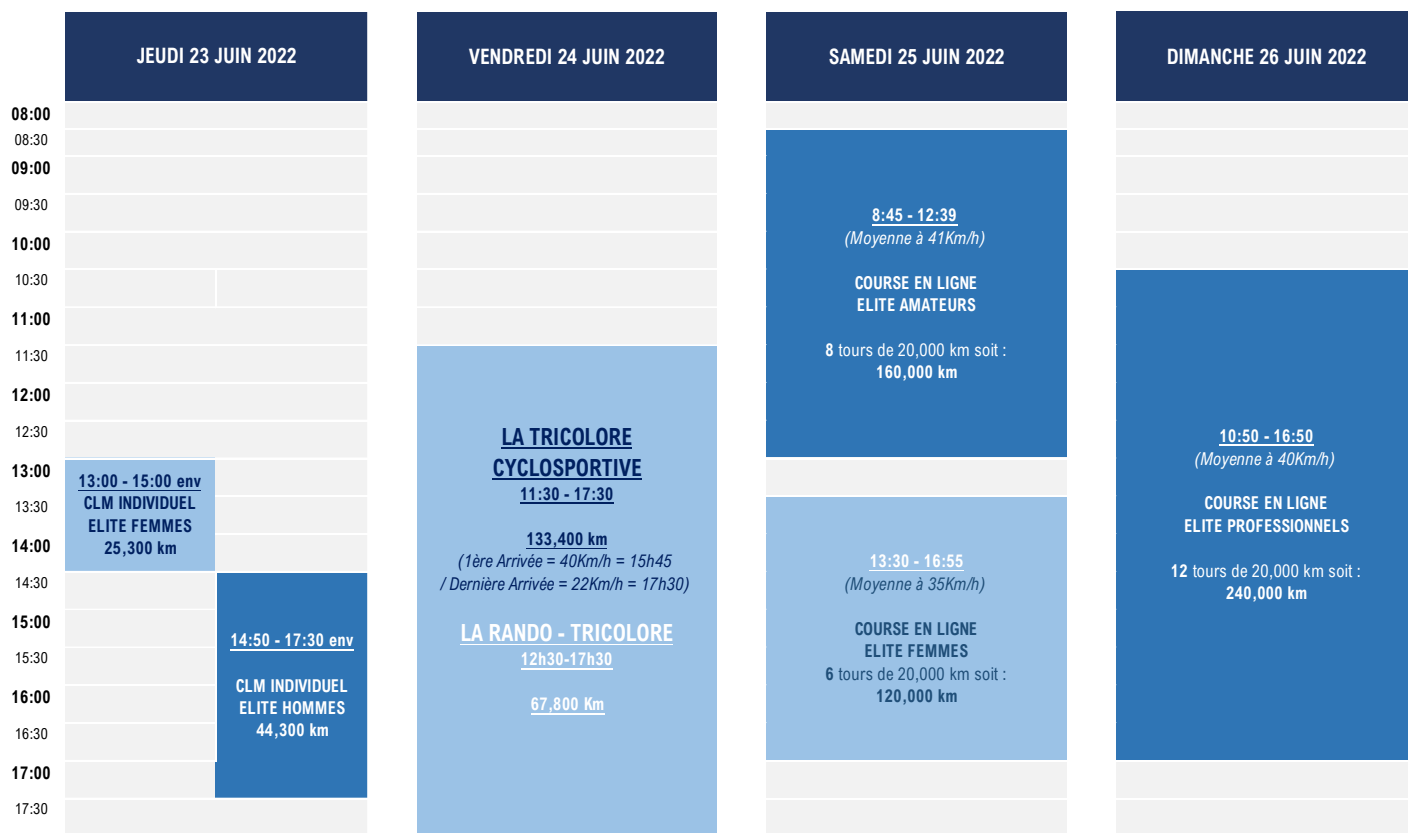 JEUDI 23 JUIN 2022
VENDREDI 24 JUIN 2022
SAMEDI 25 JUIN 2022
DIMANCHE 26 JUIN 2022
08:00
08:30
09:00
09:30
10:00
10:30
11:00
11:30
12:00
12:30
13:00
13:30
14:00
14:30
15:00
15:30
16:00
16:30
17:00
17:30
13:00 - 15:00 env
CLM INDIVIDUEL
ELITE FEMMES
25,300 km
14:50 - 17:30 env
CLM INDIVIDUEL
ELITE HOMMES
44,300 km
LA TRICOLORE
CYCLOSPORTIVE
11:30 - 17:30
133,400 km
(1ère Arrivée = 40Km/h = 15h45
/ Dernière Arrivée = 22Km/h = 17h30)
LA RANDO - TRICOLORE
12h30-17h30
67,800 Km
8:45 - 12:39
(Moyenne à 41Km/h)
COURSE EN LIGNE
ELITE AMATEURS
8 tours de 20,000 km soit :
160,000 km
13:30 - 16:55
(Moyenne à 35Km/h)
COURSE EN LIGNE
ELITE FEMMES
6 tours de 20,000 km soit :
120,000 km
10:50 - 16:50
(Moyenne à 40Km/h)
COURSE EN LIGNE
ELITE PROFESSIONNELS
12 tours de 20,000 km soit :
240,000 km